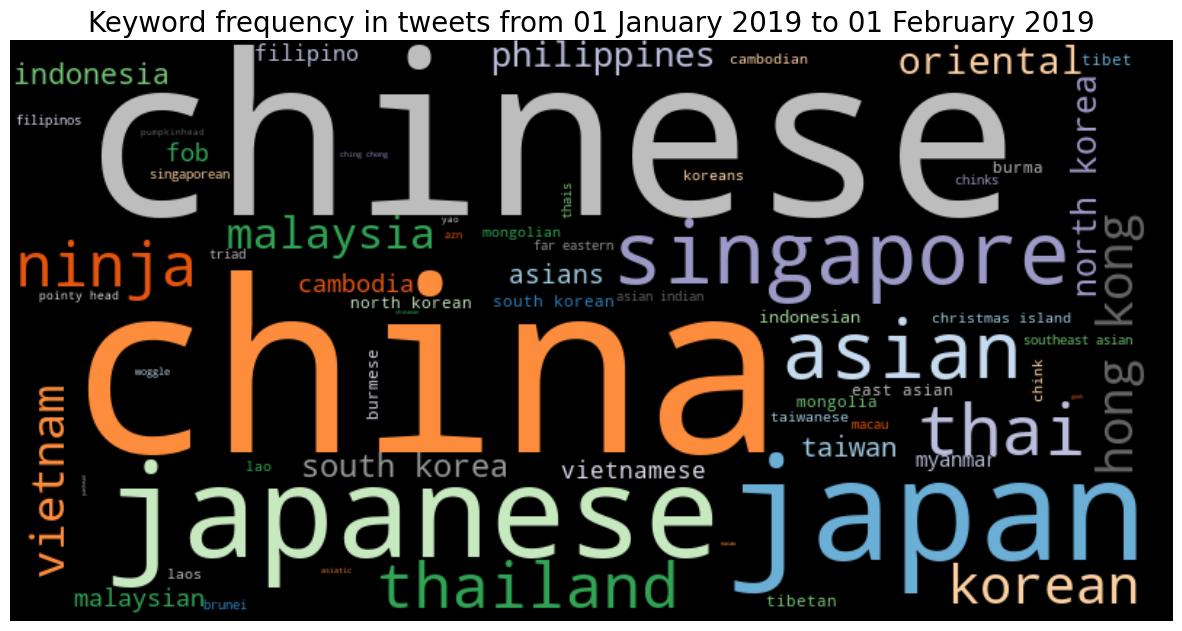 Keyword frequency in tweets from 01 January 2019 to 01 February 2019
chinese
filipino
philippines
cambodian
oriental
tibet
indonesia
filipinos
pumpkinhead
fob
ching chong
singaporean
koreans
burma
chinks
thais
north korea
yao
malaysia
azn
mongolian
far eastern
singapore
hong kong
ninja
triad
asians
cambodia
pointy head
north korean
south korean
asian indian
china
chinaman
indonesian
christmas island
asian
southeast asian
woggle
burmese
east asian
chink
mongolia
taiwanese
macau
thai
taiwan
myanmar
vietnam
lao
south korea
vietnamese
japanese
japan
laos
asiatic
thailand
korean
malaysian
brunei
tibetan